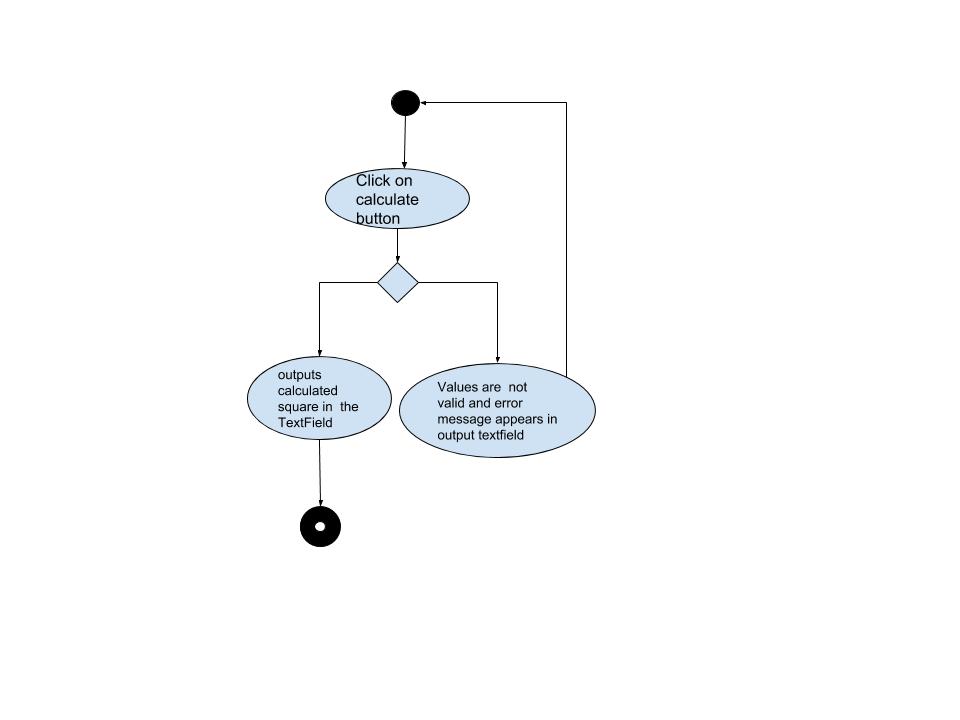 Click on
calculate
button
outputs
calculated
square in  the
TextField
Values are  not
valid and error
message appears in
output textfield